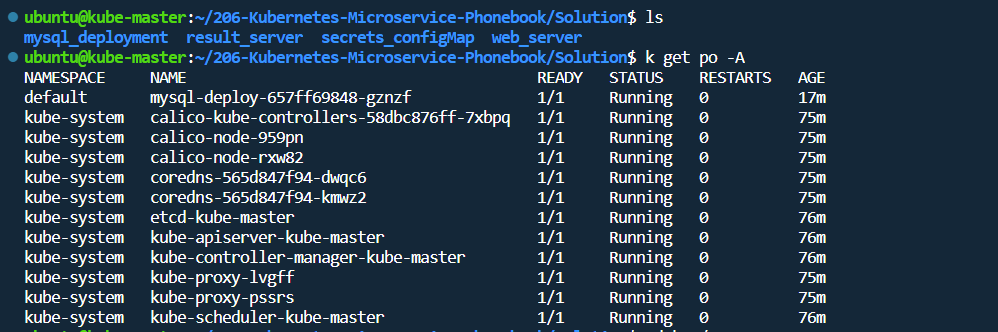 ubuntu@kube-master:~/206-Kubernetes-Microservice-Phonebook/Solution$ ls
mysql_deployment  result_server  secrets_configMap  web_server
ubuntu@kube-master:~/206-Kubernetes-Microservice-Phonebook/Solution$ k get po -A
NAMESPACE     NAME                                       READY   STATUS    RESTARTS   AGE
default       mysql-deploy-657ff69848-gznzf              1/1     Running   0          17m
kube-system   calico-kube-controllers-58dbc876ff-7xbpq   1/1     Running   0          75m
kube-system   calico-node-959pn                          1/1     Running   0          75m
kube-system   calico-node-rxw82                          1/1     Running   0          75m
kube-system   coredns-565d847f94-dwqc6                   1/1     Running   0          75m
kube-system   coredns-565d847f94-kmwz2                   1/1     Running   0          75m
kube-system   etcd-kube-master                           1/1     Running   0          76m
kube-system   kube-apiserver-kube-master                 1/1     Running   0          76m
kube-system   kube-controller-manager-kube-master        1/1     Running   0          76m
kube-system   kube-proxy-lvgff                           1/1     Running   0          75m
kube-system   kube-proxy-pssrs                           1/1     Running   0          75m
kube-system   kube-scheduler-kube-master                 1/1     Running   0          76m